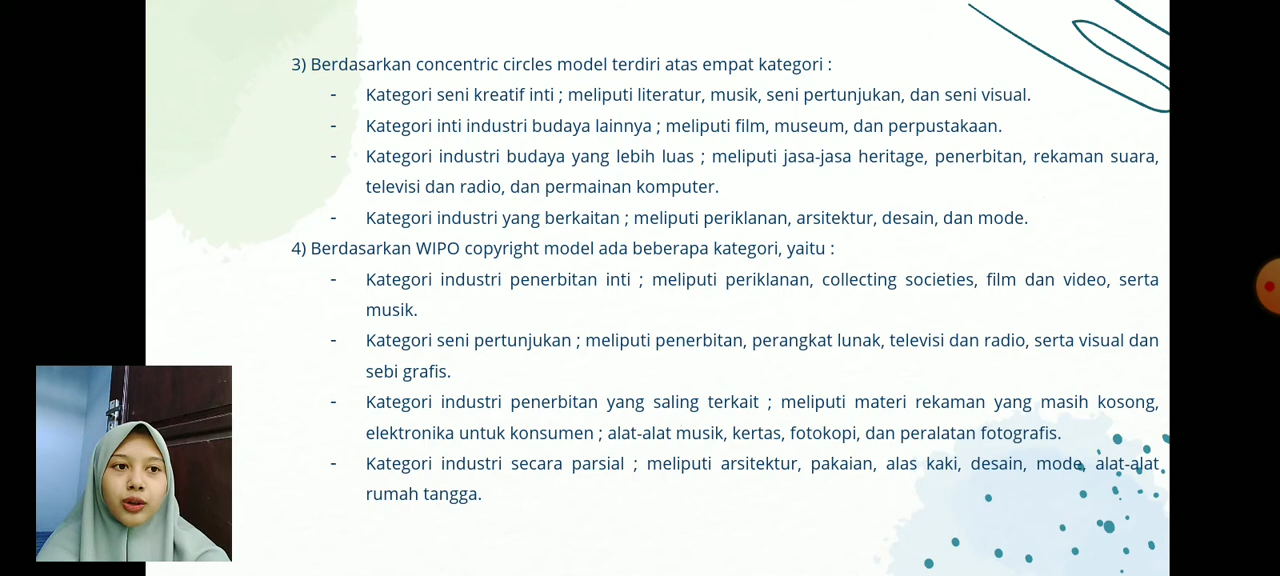 3) Berdasarkan concentric circles model terdiri atas empat kategori :
- Kategori seni kreatif inti ; meliputi literatur, musik, seni pertunjukan, dan seni visual.
- Kategori inti industri budaya lainnya ; meliputi film, museum, dan perpustakaan.
- Kategori industri budaya yang lebih luas ; meliputi jasa-jasa heritage, penerbitan, rekaman suara,
televisi dan radio, dan permainan komputer.
- Kategori industri yang berkaitan ; meliputi periklanan, arsitektur, desain, dan mode.
4) Berdasarkan WIPO copyright model ada beberapa kategori, yaitu :
- Kategori industri penerbitan inti ; meliputi periklanan, collecting societies, film dan video, serta
musik.
- Kategori seni pertunjukan ; meliputi penerbitan, perangkat lunak, televisi dan radio, serta visual dan
sebi grafis.
- Kategori industri penerbitan yang saling terkait ; meliputi materi rekaman yang masih kosong,
elektronika untuk konsumen ; alat-alat musik, kertas, fotokopi, dan peralatan fotografis.
- Kategori industri secara parsial ; meliputi arsitektur, pakaian, alas kaki, desain, mode, alat-alat
rumah tangga.